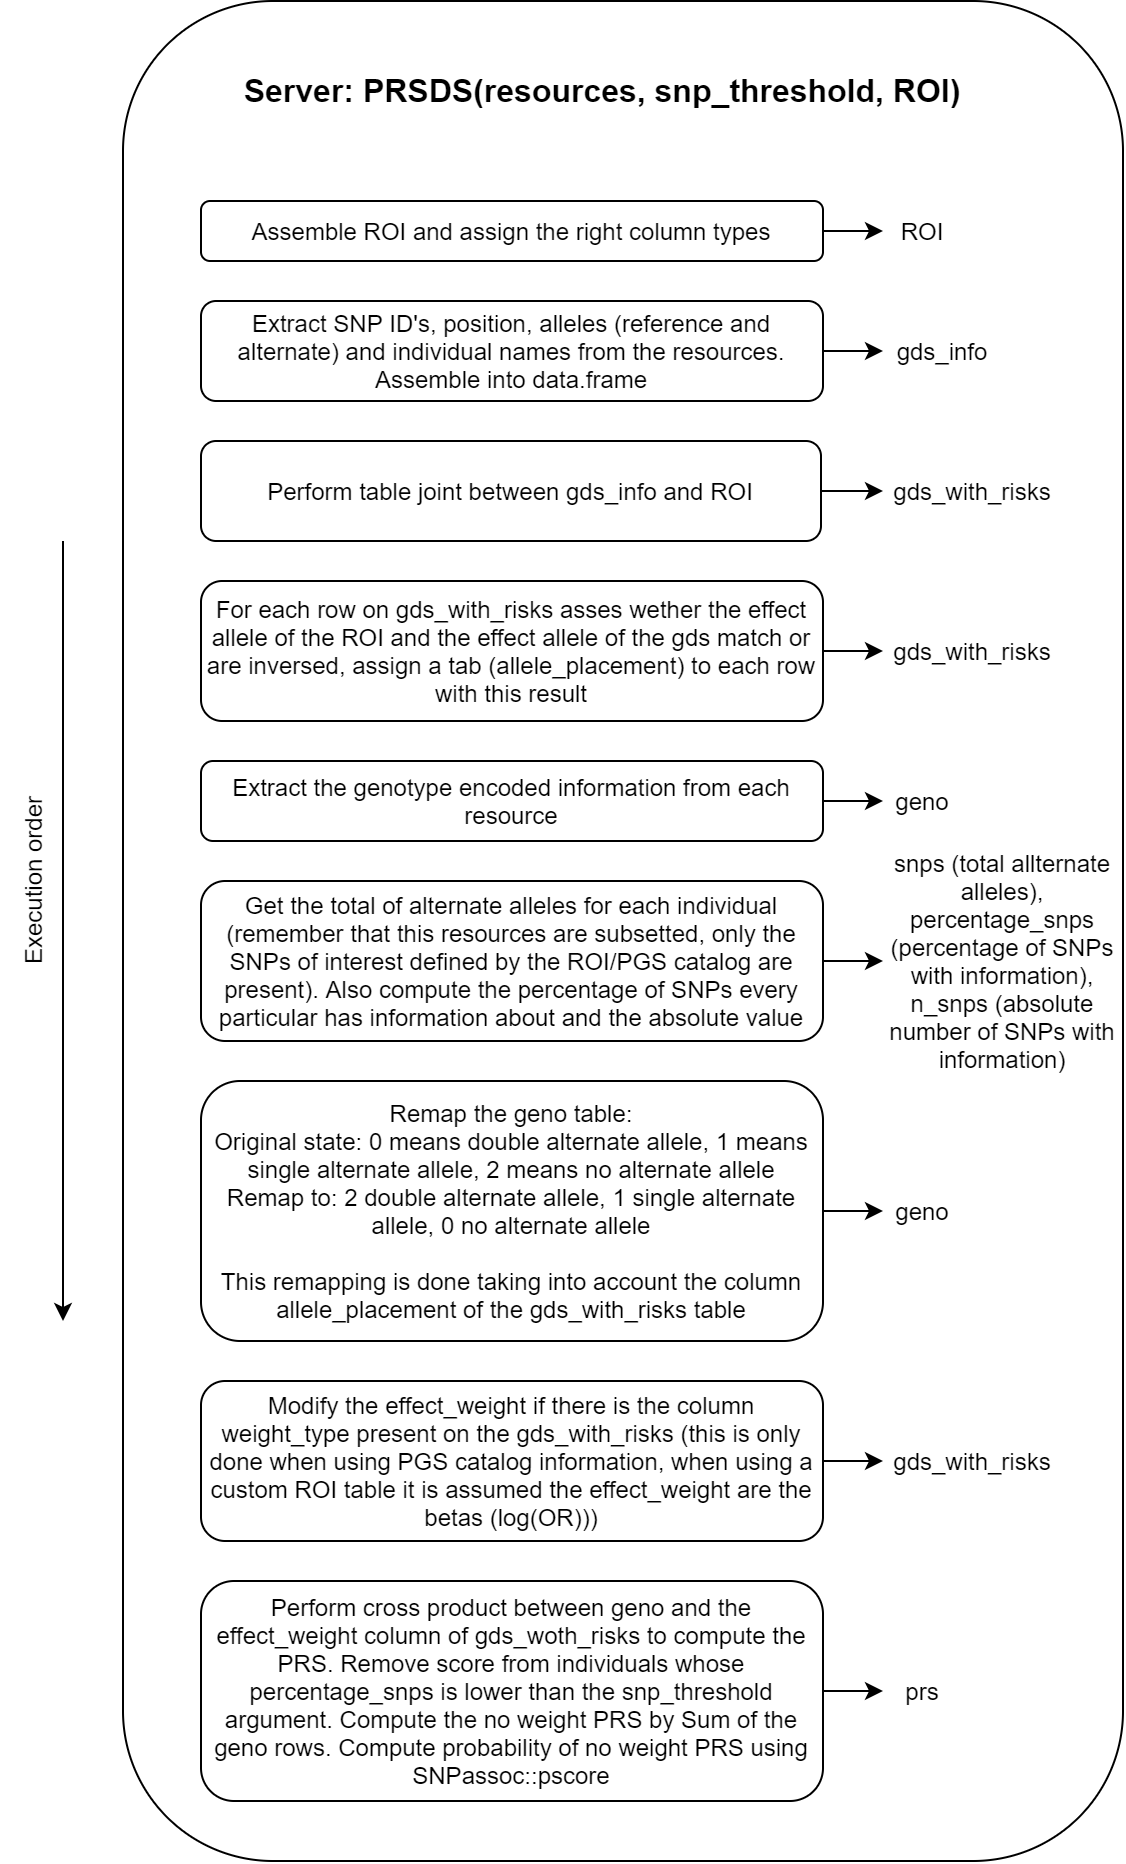 Server: PRSDS(resources, snp_threshold, ROI)
Assemble ROI and assign the right column types
ROI
Extract SNP ID's, position, alleles (reference and
alternate) and individual names from the resources.
Assemble into data.frame
gds_info
Perform table joint between gds_info and ROI
gds_with_risks
For each row on gds_with_risks asses wether the effect
allele of the ROI and the effect allele of the gds match or
are inversed, assign a tab (allele_placement) to each row
with this result
gds_with_risks
Extract the genotype encoded information from each
resource
geno
Execution order
Get the total of alternate alleles for each individual
(remember that this resources are subsetted, only the
SNPs of interest defined by the ROI/PGS catalog are
present). Also compute the percentage of SNPs every
particular has information about and the absolute value
snps (total allternate
alleles),
percentage_snps
(percentage of SNPs
with information),
n_snps (absolute
number of SNPs with
information)
Remap the geno table:
Original state: 0 means double alternate allele, 1 means
single alternate allele, 2 means no alternate allele
Remap to: 2 double alternate allele, 1 single alternate
allele, 0 no alternate allele
This remapping is done taking into account the column
allele_placement of the gds_with_risks table
geno
Modify the effect_weight if there is the column
weight_type present on the gds_with_risks (this is only
done when using PGS catalog information, when using a
custom ROI table it is assumed the effect_weight are the
betas (log(OR)))
gds_with_risks
Perform cross product between geno and the
effect_weight column of gds_woth_risks to compute the
PRS. Remove score from individuals whose
percentage_snps is lower than the snp_threshold
argument. Compute the no weight PRS by Sum of the
geno rows. Compute probability of no weight PRS using
SNPassoc::pscore
prs